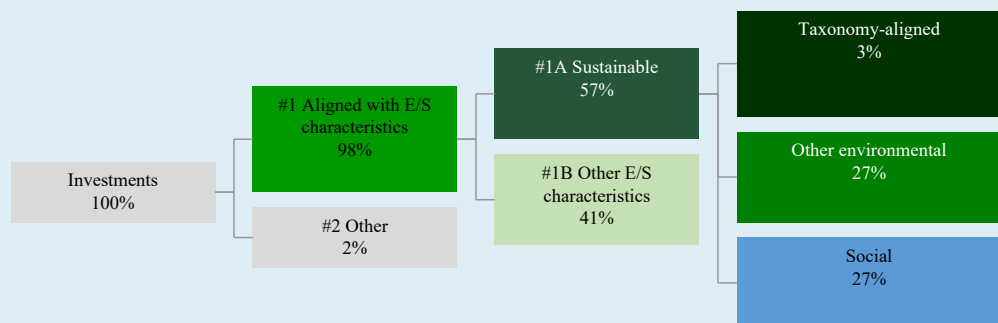 Investments
100%
#1 Aligned with E/S
characteristics
98%
#2 Other
2%
#1A Sustainable
57%
#1B Other E/S
characteristics
41%
Taxonomy-aligned
3%
Other environmental
27%
Social
27%